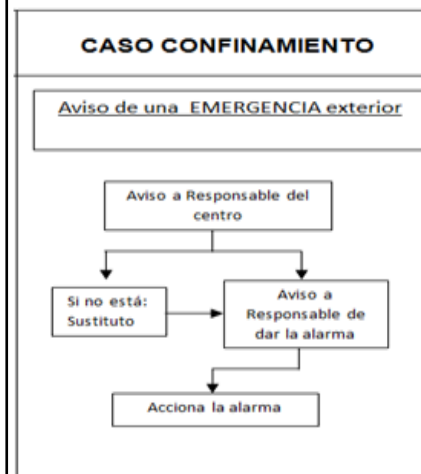 CASO CONFINAMIENTO
Aviso de una EMERGENCIA exterior
Aviso a Responsable del
centro
Si no está:
Sustituto
Aviso a
Responsable de
dar la alarma
Acciona la alarma